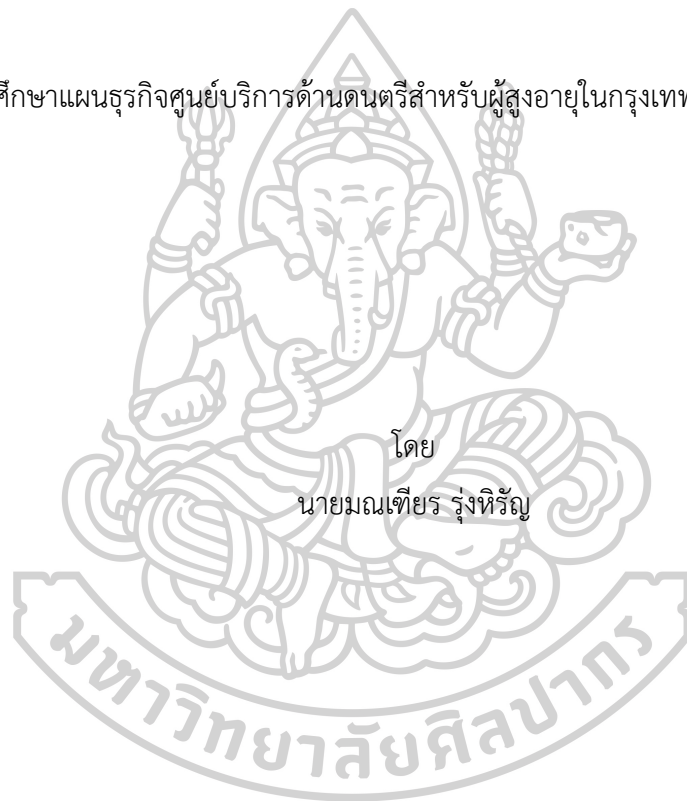 ศึกษาแผนธุรกิจศูนย์บริการด้านดนตรีสำหรับผู้สูงอายุในกรุงเทพ
โดย
นายมณเฑียร รุ่งหิรัญ
มหาวิทยาลัยศิลปากร